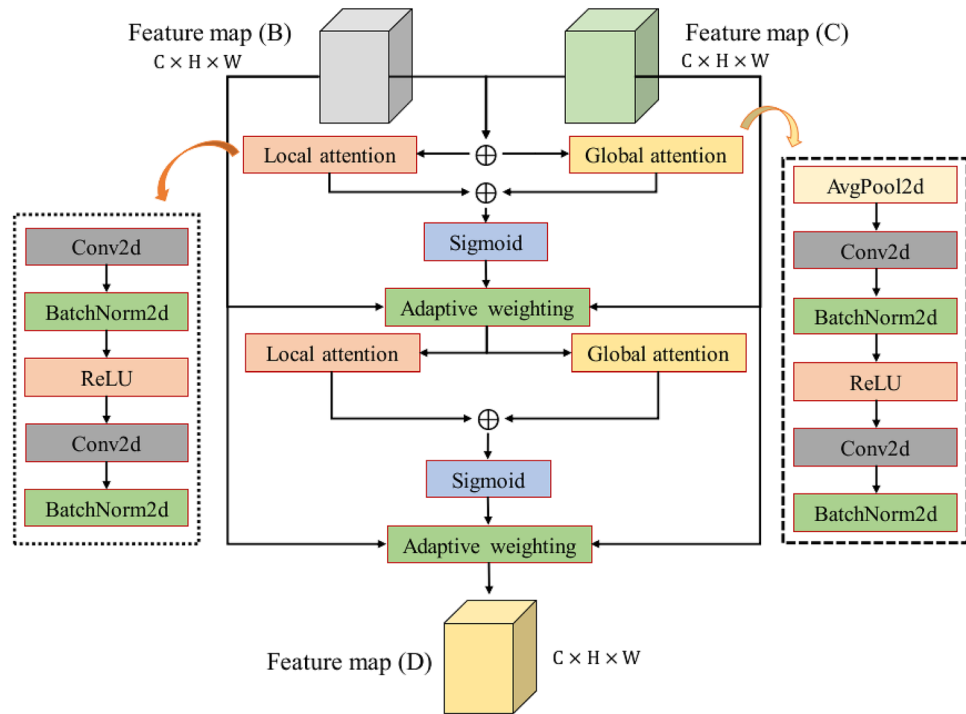 Feature map (B)
C × H × W
Feature map (C)
C × H × W
Local attention
Global attention
Sigmoid
Adaptive weighting
Local attention
Global attention
Sigmoid
Adaptive weighting
Feature map (D)
C × H × W
Conv2d
BatchNorm2d
ReLU
Conv2d
BatchNorm2d
AvgPool2d
Conv2d
BatchNorm2d
ReLU
Conv2d
BatchNorm2d